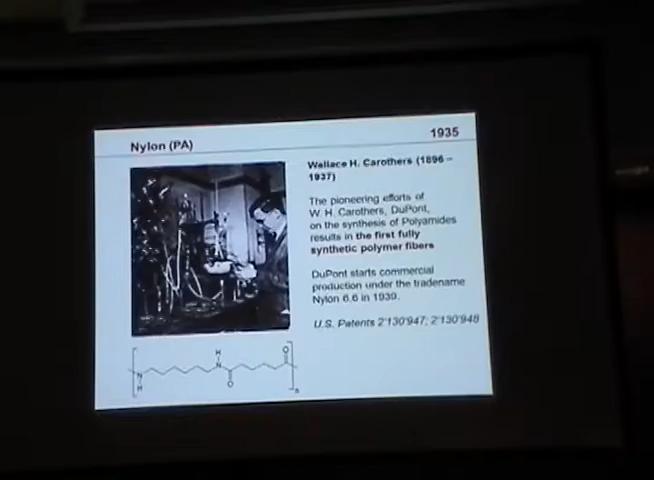 Nylon (PA)
1935
Wallace H. Carothers (1896 –
1937)
The pioneering efforts of
W. H. Carothers, DuPont,
on the synthesis of Polyamides
results in the first fully
synthetic polymer fibers
DuPont starts commercial
production under the tradename
Nylon 6.6 in 1939.
U.S. Patents 2'130'947; 2'130'948
H
N
O
O
N
H
n